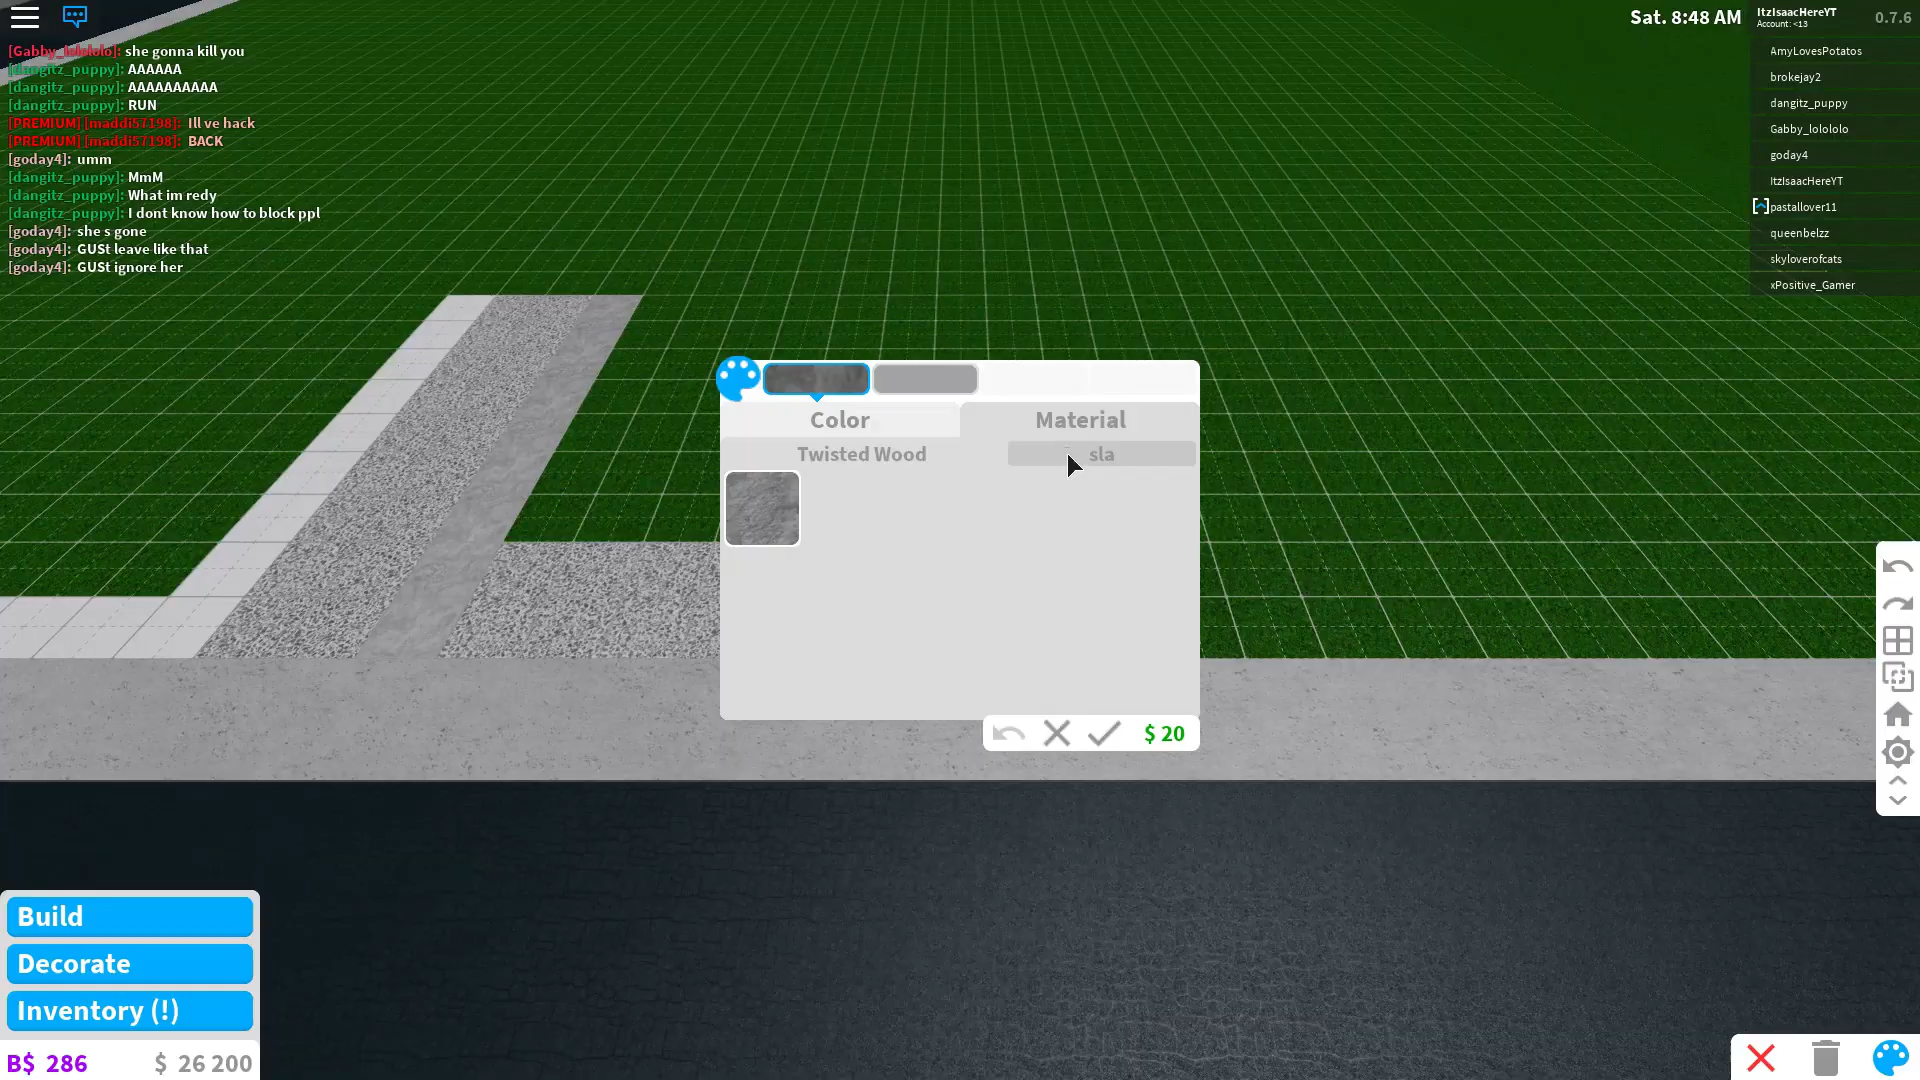 Sat. 8:48 AM
ItzIsaacHereYT
Account: <13
0.7.6
[Gabby_lolololo]: she gonna kill you
[dangitz_puppy]: AAAAAA
[dangitz_puppy]: AAAAAAAAAA
[dangitz_puppy]: RUN
[PREMIUM] [maddi57198]: Ill ve hack
[PREMIUM] [maddi57198]: BACK
[goday4]: umm
[dangitz_puppy]: MmM
[dangitz_puppy]: What im redy
[dangitz_puppy]: I dont know how to block ppl
[goday4]: she s gone
[goday4]: GUSt leave like that
[goday4]: GUSt ignore her
AmyLovesPotatos
brokejay2
dangitz_puppy
Gabby_lolololo
goday4
ItzIsaacHereYT
pastallover11
queenbelzz
skyloverofcats
xPositive_Gamer
Color
Material
Twisted Wood
sla
$ 20
Build
Decorate
Inventory (!)
B$ 286
$ 26 200